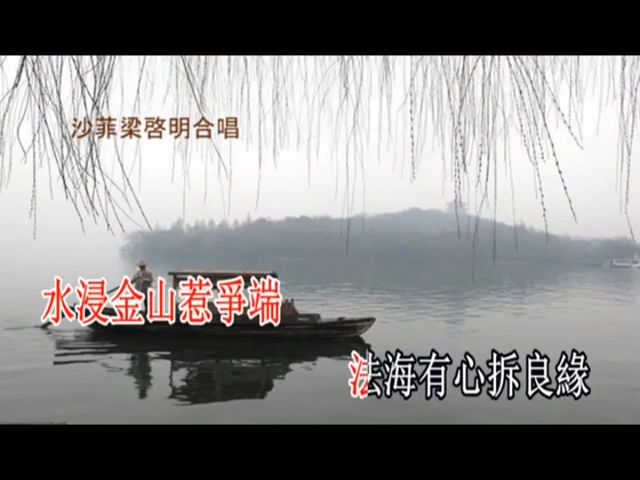 沙菲梁啓明合唱
水浸金山惹爭端
法海有心拆良緣